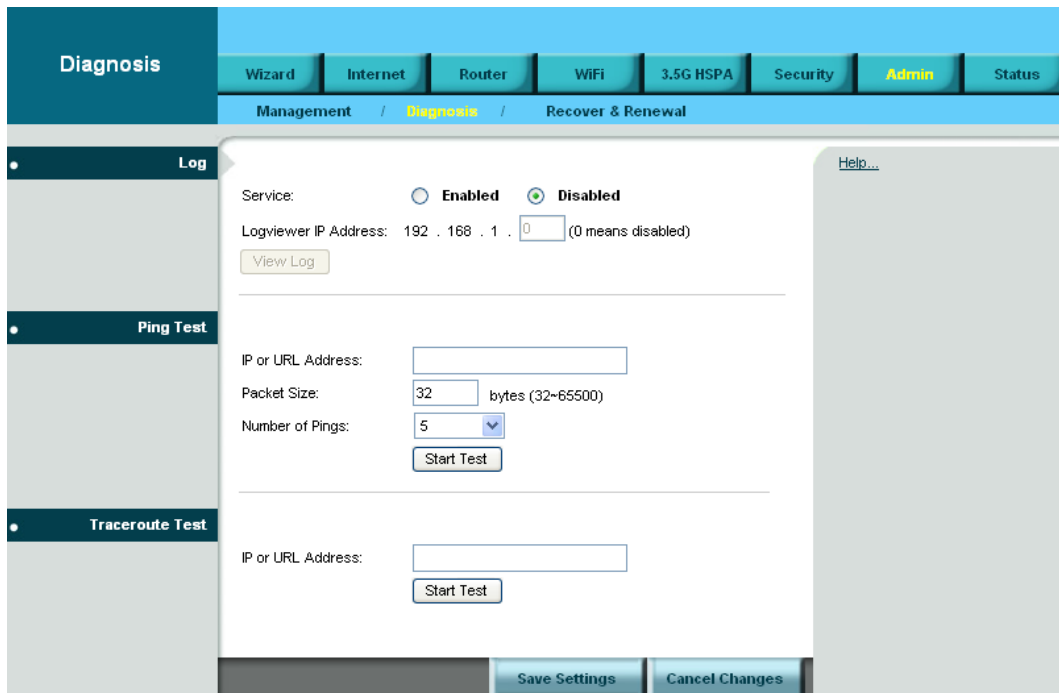 Diagnosis
Wizard Internet Router WiFi 3.5G HSPA Security Admin Status
Management / Diagnosis / Recover & Renewal
Log
Help...
Service: Enabled Disabled
Logviewer IP Address: 192 . 168 . 1 . 0 (0 means disabled)
View Log
Ping Test
IP or URL Address:
Packet Size: 32 bytes (32~65500)
Number of Pings: 5
Start Test
Traceroute Test
IP or URL Address:
Start Test
Save Settings Cancel Changes